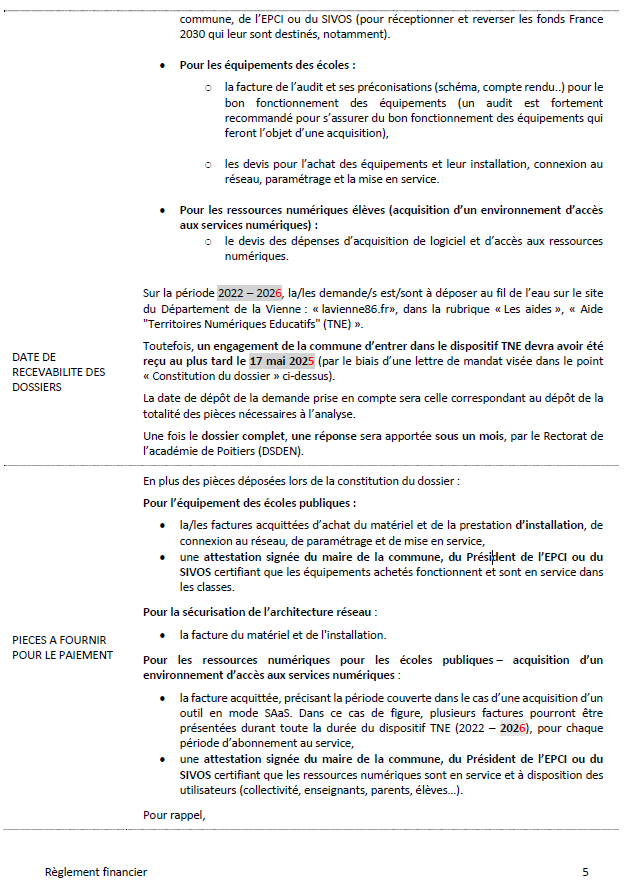 commune, de l’EPCI ou du SIVOS (pour réceptionner et reverser les fonds France
2030 qui leur sont destinés, notamment).
• Pour les équipements des écoles :
○ la facture de l’audit et ses préconisations (schéma, compte rendu..) pour le
bon fonctionnement des équipements (un audit est fortement
recommandé pour s’assurer du bon fonctionnement des équipements qui
feront l’objet d’une acquisition),
○ les devis pour l’achat des équipements et leur installation, connexion au
réseau, paramétrage et la mise en service.
• Pour les ressources numériques élèves (acquisition d’un environnement d’accès
aux services numériques) :
○ le devis des dépenses d’acquisition de logiciel et d’accès aux ressources
numériques.
DATE DE
RECEVABILITE DES
DOSSIERS
Sur la période 2022 – 2026, la/les demande/s est/sont à déposer au fil de l’eau sur le site
du Département de la Vienne : « lavienne86.fr», dans la rubrique « Les aides », « Aide
"Territoires Numériques Educatifs" (TNE) ».
Toutefois, un engagement de la commune d’entrer dans le dispositif TNE devra avoir été
reçu au plus tard le 17 mai 2025 (par le biais d’une lettre de mandat visée dans le point
« Constitution du dossier » ci-dessus).
La date de dépôt de la demande prise en compte sera celle correspondant au dépôt de la
totalité des pièces nécessaires à l’analyse.
Une fois le dossier complet, une réponse sera apportée sous un mois, par le Rectorat de
l’académie de Poitiers (DSDEN).
PIECES A FOURNIR
POUR LE PAIEMENT
En plus des pièces déposées lors de la constitution du dossier :
Pour l’équipement des écoles publiques :
• la/les factures acquittées d’achat du matériel et de la prestation d’installation, de
connexion au réseau, de paramétrage et de mise en service,
• une attestation signée du maire de la commune, du Président de l’EPCI ou du
SIVOS certifiant que les équipements achetés fonctionnent et sont en service dans
les classes.
Pour la sécurisation de l’architecture réseau :
• la facture du matériel et de l'installation.
Pour les ressources numériques pour les écoles publiques – acquisition d’un
environnement d’accès aux services numériques :
• la facture acquittée, précisant la période couverte dans le cas d’une acquisition d’un
outil en mode SAaS. Dans ce cas de figure, plusieurs factures pourront être
présentées durant toute la durée du dispositif TNE (2022 – 2026), pour chaque
période d’abonnement au service,
• une attestation signée du maire de la commune, du Président de l’EPCI ou du
SIVOS certifiant que les ressources numériques sont en service et à disposition des
utilisateurs (collectivité, enseignants, parents, élèves…).
Pour rappel,
Règlement financier 5